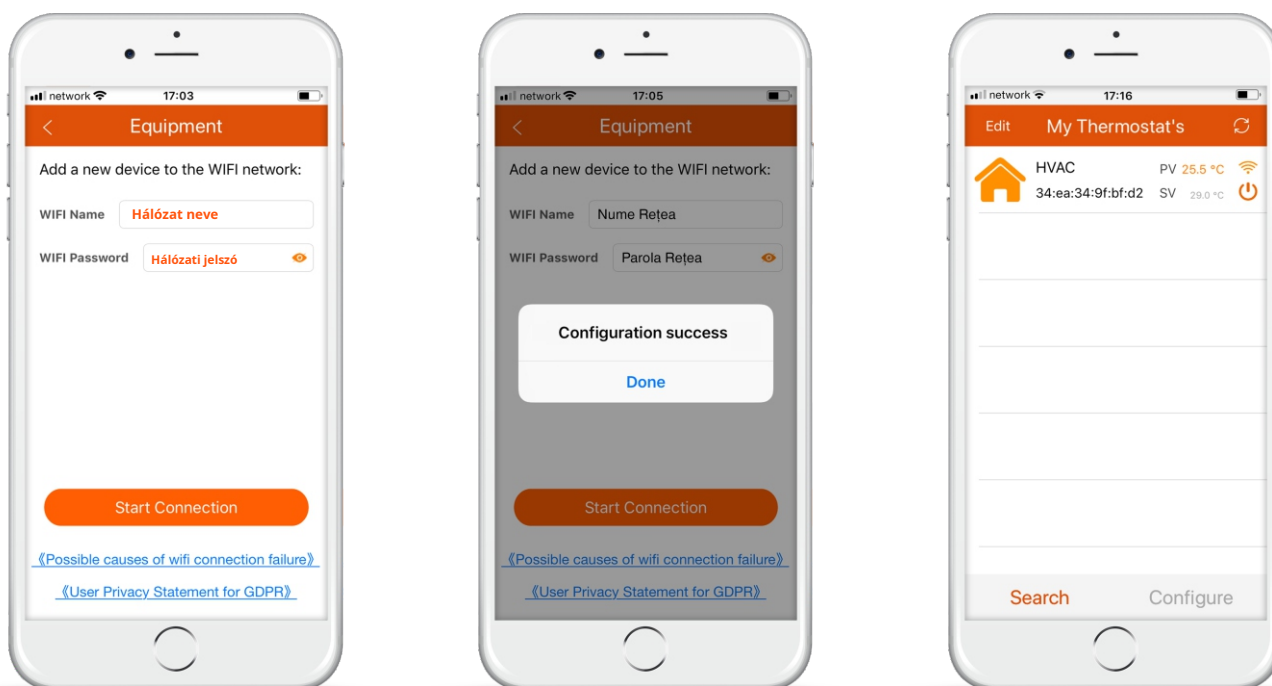 network 17:03
Equipment
Add a new device to the WIFI network:
WIFI Name Hálózat neve
WIFI Password Hálózati jelszó
Start Connection
《Possible causes of wifi connection failure》
《User Privacy Statement for GDPR》
network 17:05
Equipment
Add a new device to the WIFI network:
WIFI Name Nume Rețea
WIFI Password Parola Rețea
Configuration success
Done
Start Connection
《Possible causes of wifi connection failure》
《User Privacy Statement for GDPR》
network 17:16
Edit My Thermostat's
HVAC PV 25.5 °C
34:ea:34:9f:bf:d2 SV 29.0 °C
Search Configure